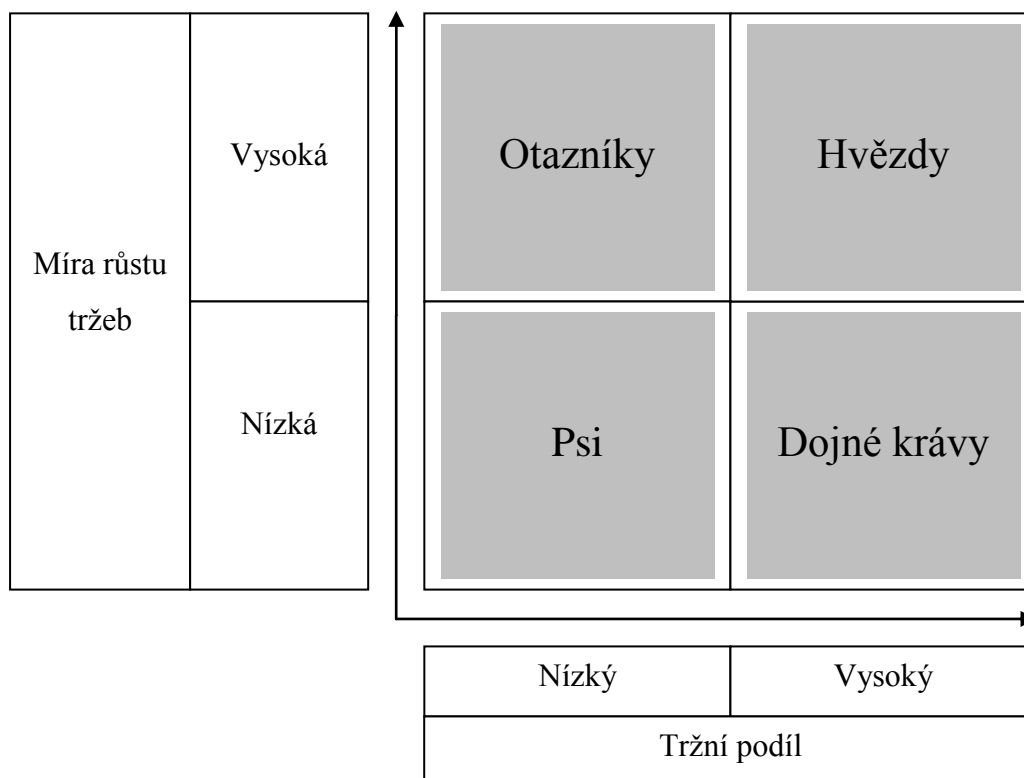 Vysoká
Otazníky
Hvězdy
Míra růstu
tržeb
Nízká
Psi
Dojné krávy
Nízký
Vysoký
Tržní podíl